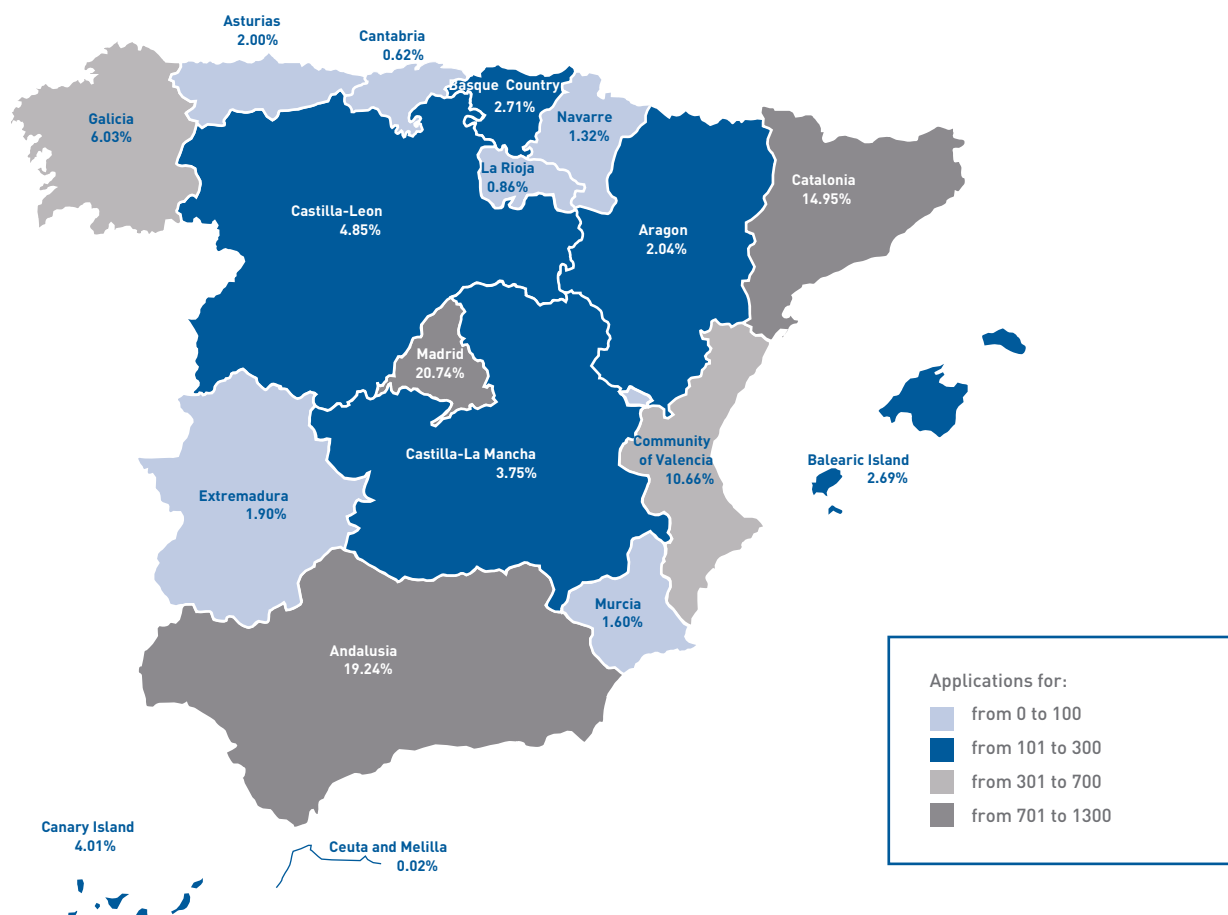 Asturias
2.00%
Cantabria
0.62%
Basque Country
2.71%
Galicia
6.03%
Navarre
1.32%
La Rioja
0.86%
Catalonia
14.95%
Castilla-Leon
4.85%
Aragon
2.04%
Madrid
20.74%
Castilla-La Mancha
3.75%
Community
of Valencia
10.66%
Balearic Island
2.69%
Extremadura
1.90%
Murcia
1.60%
Andalusia
19.24%
Canary Island
4.01%
Ceuta and Melilla
0.02%
Applications for:
from 0 to 100
from 101 to 300
from 301 to 700
from 701 to 1300